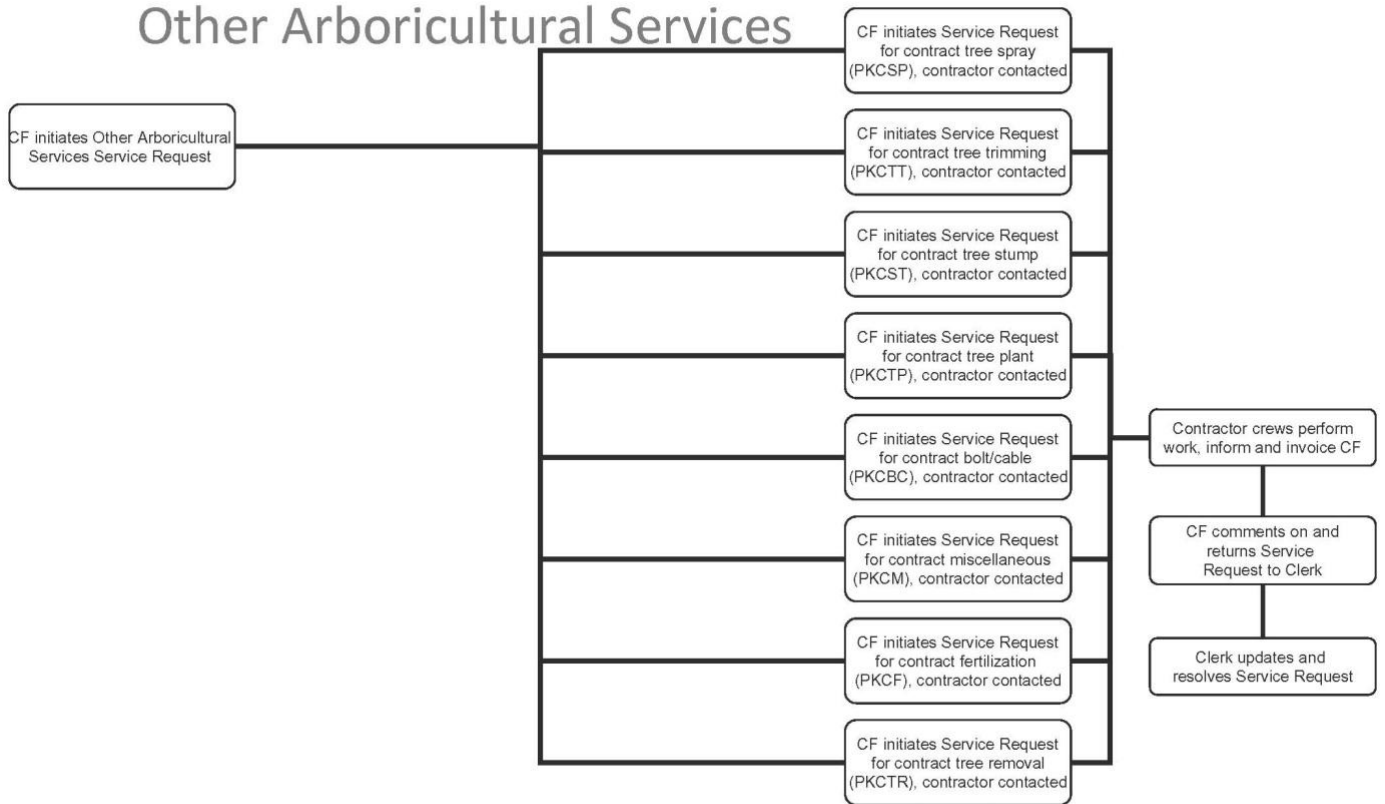 Other Arboricultural Services
CF initiates Other Arboricultural
Services Service Request
CF initiates Service Request
for contract tree spray
(PKCSP), contractor contacted
CF initiates Service Request
for contract tree trimming
(PKCTT), contractor contacted
CF initiates Service Request
for contract tree stump
(PKCST), contractor contacted
CF initiates Service Request
for contract tree plant
(PKCTP), contractor contacted
CF initiates Service Request
for contract bolt/cable
(PKCBC), contractor contacted
CF initiates Service Request
for contract miscellaneous
(PKCM), contractor contacted
CF initiates Service Request
for contract fertilization
(PKCF), contractor contacted
CF initiates Service Request
for contract tree removal
(PKCTR), contractor contacted
Contractor crews perform
work, inform and invoice CF
CF comments on and
returns Service
Request to Clerk
Clerk updates and
resolves Service Request